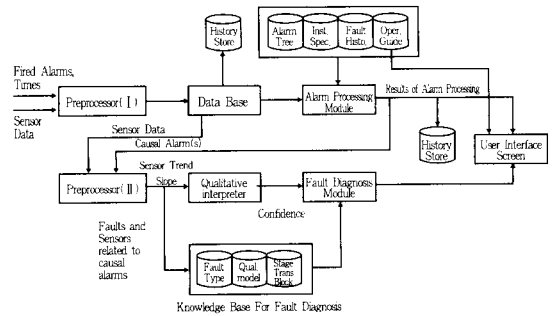 History
Store
Alarm
Tree
Inst.
Spec.
Fault
Histo.
Oper.
Guide
Fired Alarms,
Times
Sensor
Data
Preprocessor( I )
Data Base
Alarm Processing
Module
Results of Alarm Processing
Sensor Data
Causal Alarm(s)
History
Store
User Interface
Screen
Sensor Trend
Slope
Preprocessor( II )
Qualitative
interpreter
Fault Diagnosis
Module
Confidence
Faults and
Sensors
related to
causal
alarms
Fault
Type
Qual.
model
Stage
Trans
Block
Knowledge Base For Fault Diagnosis